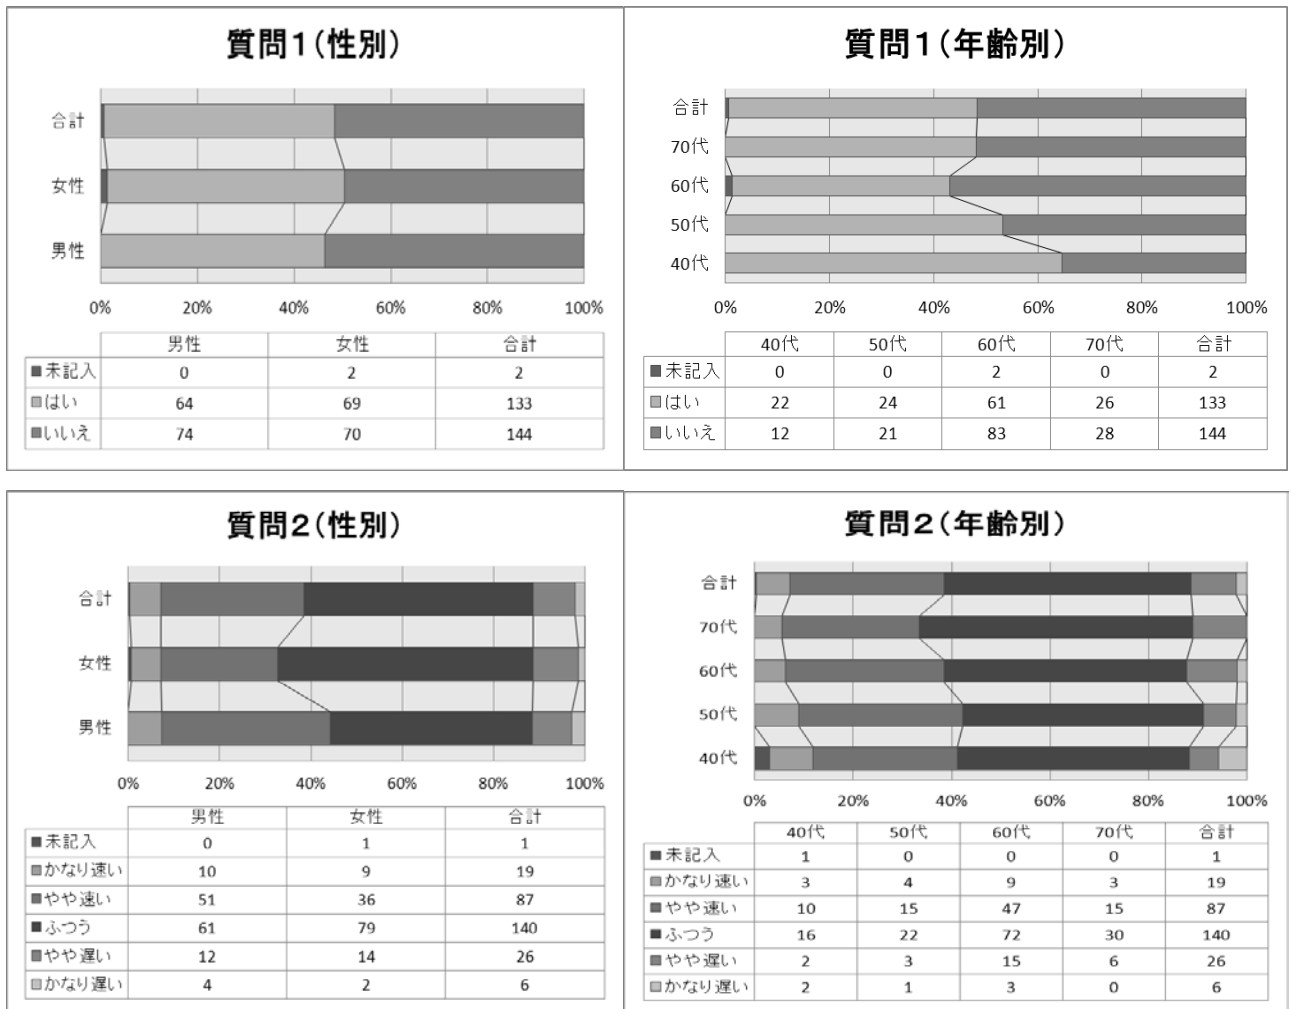 質問1(性別)
合計
女性
男性
0% 20% 40% 60% 80% 100%
男性 女性 合計
未記入 0 2 2
はい 64 69 133
いいえ 74 70 144
質問1(年齢別)
合計
70代
60代
50代
40代
0% 20% 40% 60% 80% 100%
40代 50代 60代 70代 合計
未記入 0 0 2 0 2
はい 22 24 61 26 133
いいえ 12 21 83 28 144
質問2(性別)
合計
女性
男性
0% 20% 40% 60% 80% 100%
男性 女性 合計
未記入 0 1 1
かなり速い 10 9 19
やや速い 51 36 87
ふつう 61 79 140
やや遅い 12 14 26
かなり遅い 4 2 6
質問2(年齢別)
合計
70代
60代
50代
40代
0% 20% 40% 60% 80% 100%
40代 50代 60代 70代 合計
未記入 1 0 0 0 1
かなり速い 3 4 9 3 19
やや速い 10 15 47 15 87
ふつう 16 22 72 30 140
やや遅い 2 3 15 6 26
かなり遅い 2 1 3 0 6